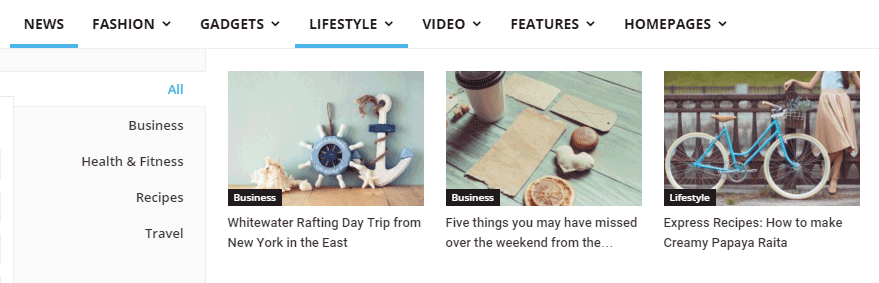 NEWS FASHION GADGETS LIFESTYLE VIDEO FEATURES HOMEPAGES
All
Business
Health & Fitness
Recipes
Travel
Business
Whitewater Rafting Day Trip from
New York in the East
Business
Five things you may have missed
over the weekend from the...
Lifestyle
Express Recipes: How to make
Creamy Papaya Raita